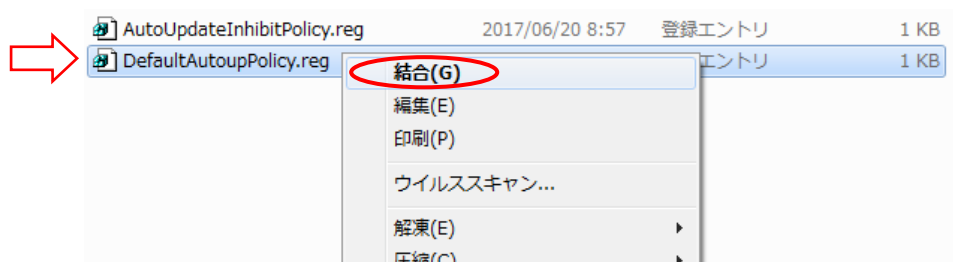 AutoUpdateInhibitPolicy.reg 2017/06/20 8:57 登録エントリ 1 KB
DefaultAutoupPolicy.reg エントリ 1 KB
結合(G)
編集(E)
印刷(P)
ウイルススキャン...
解凍(E)
圧縮(C)